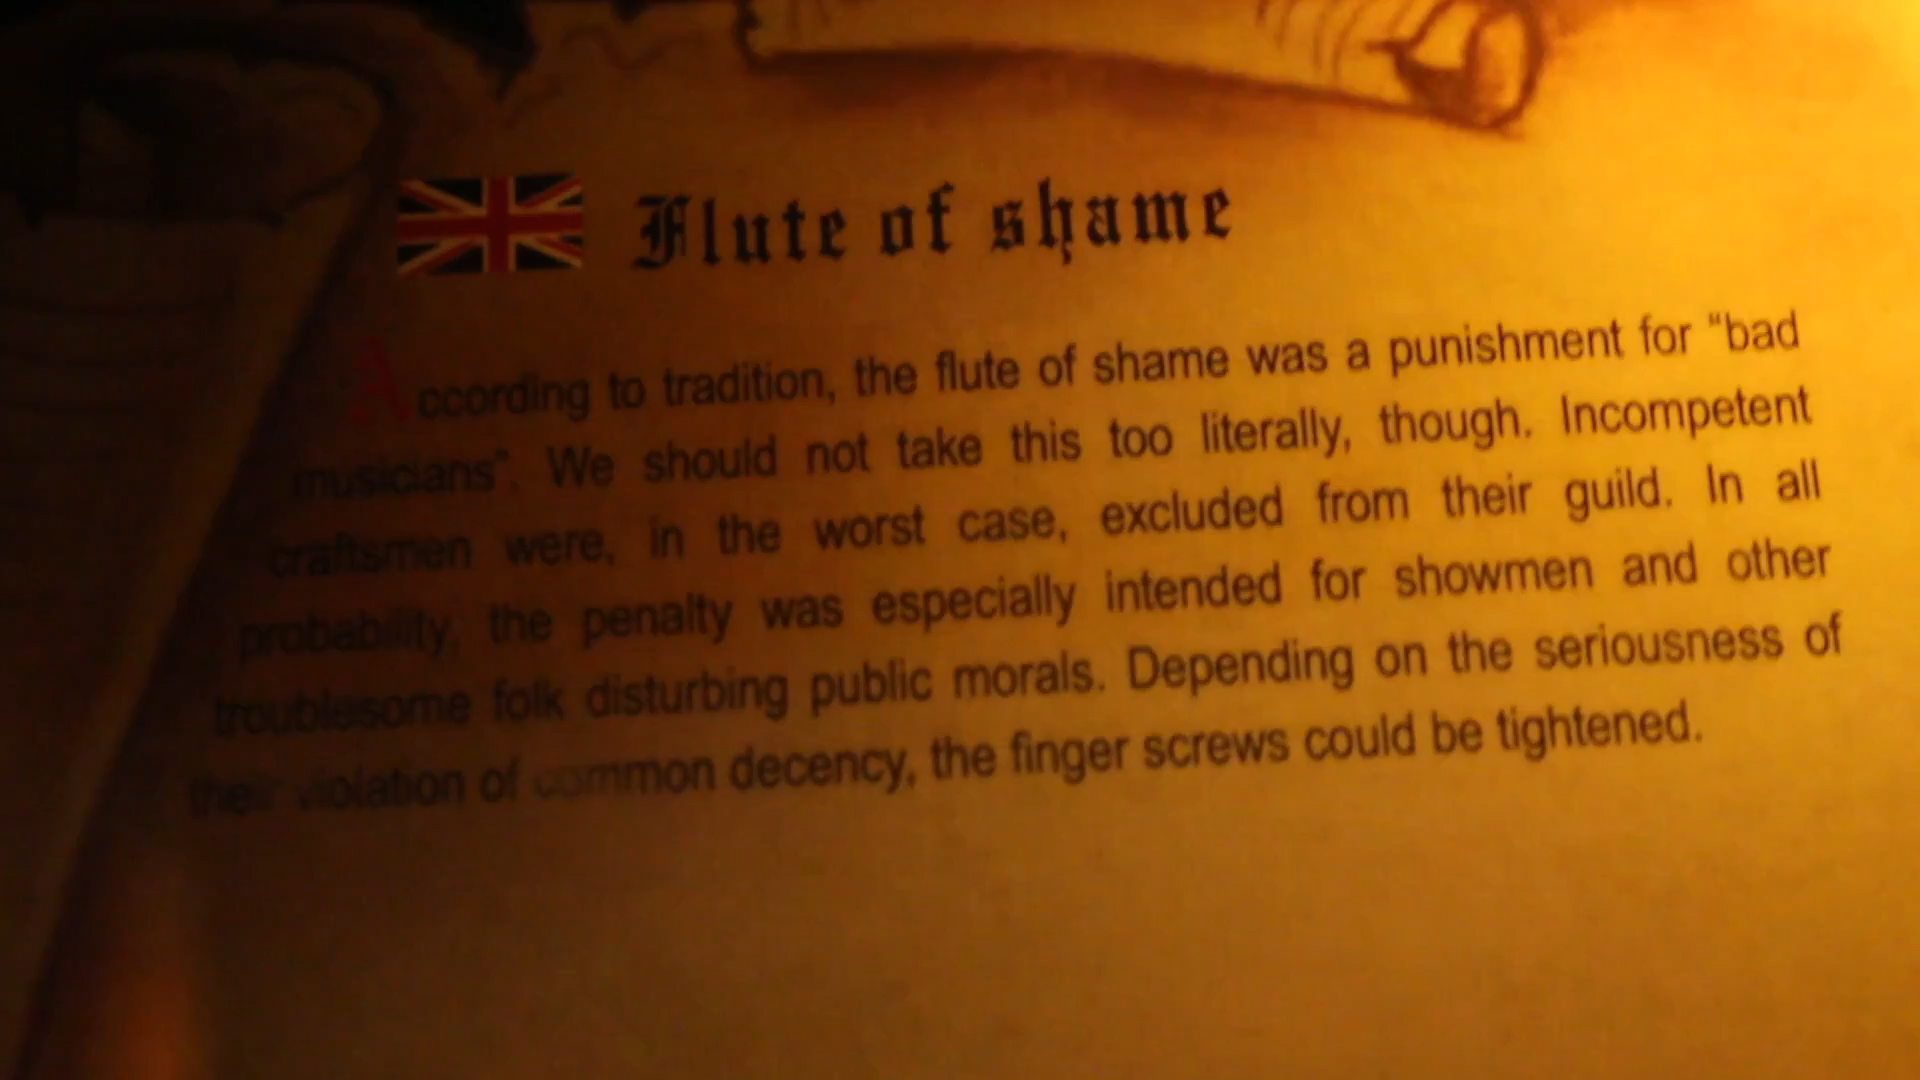 Flute of shame
According to tradition, the flute of shame was a punishment for “bad
musicians”. We should not take this too literally, though. Incompetent
craftsmen were, in the worst case, excluded from their guild. In all
probability, the penalty was especially intended for showmen and other
troublesome folk disturbing public morals. Depending on the seriousness of
their violation of common decency, the finger screws could be tightened.